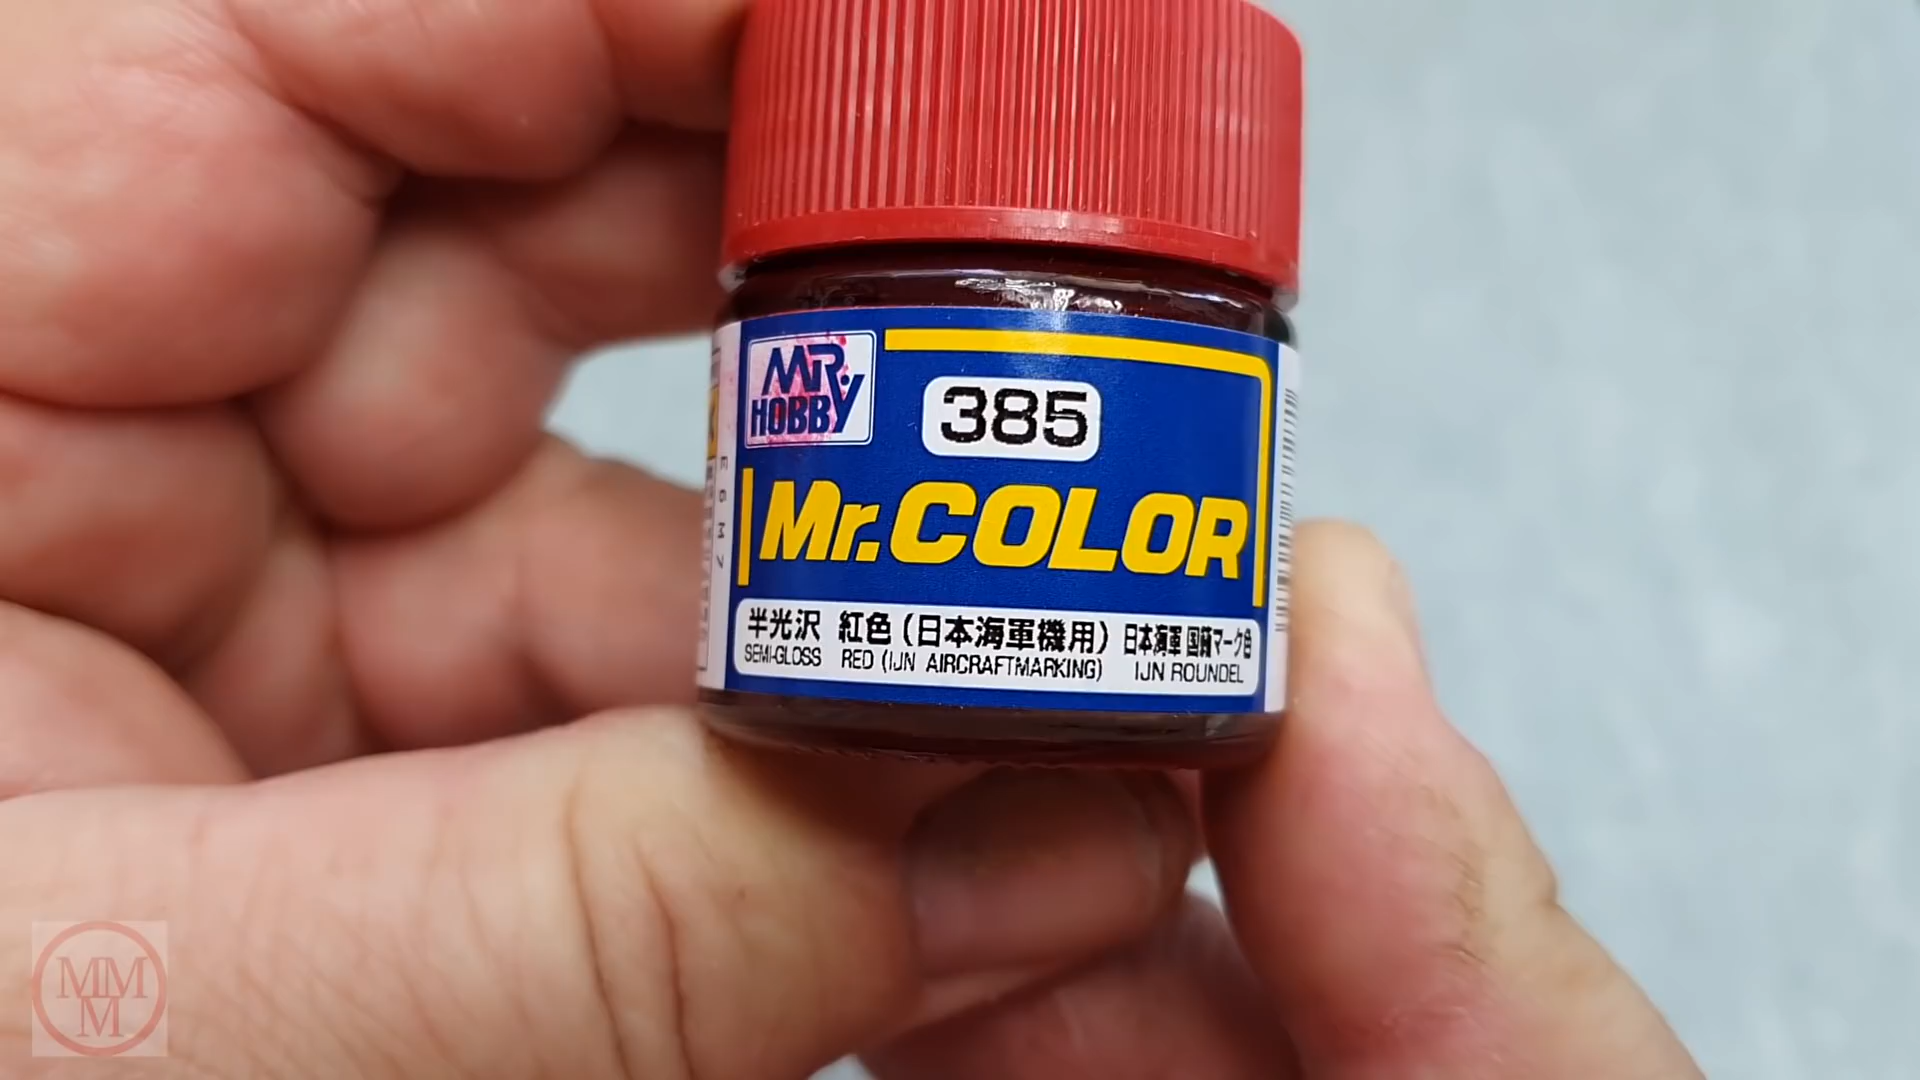 MR. HOBBY
385
Mr.COLOR
半光沢 紅色(日本海軍機用) 日本海軍 国籍マーク色
SEMI-GLOSS RED (IJN AIRCRAFTMARKING) IJN ROUNDEL
E6M7
MMM